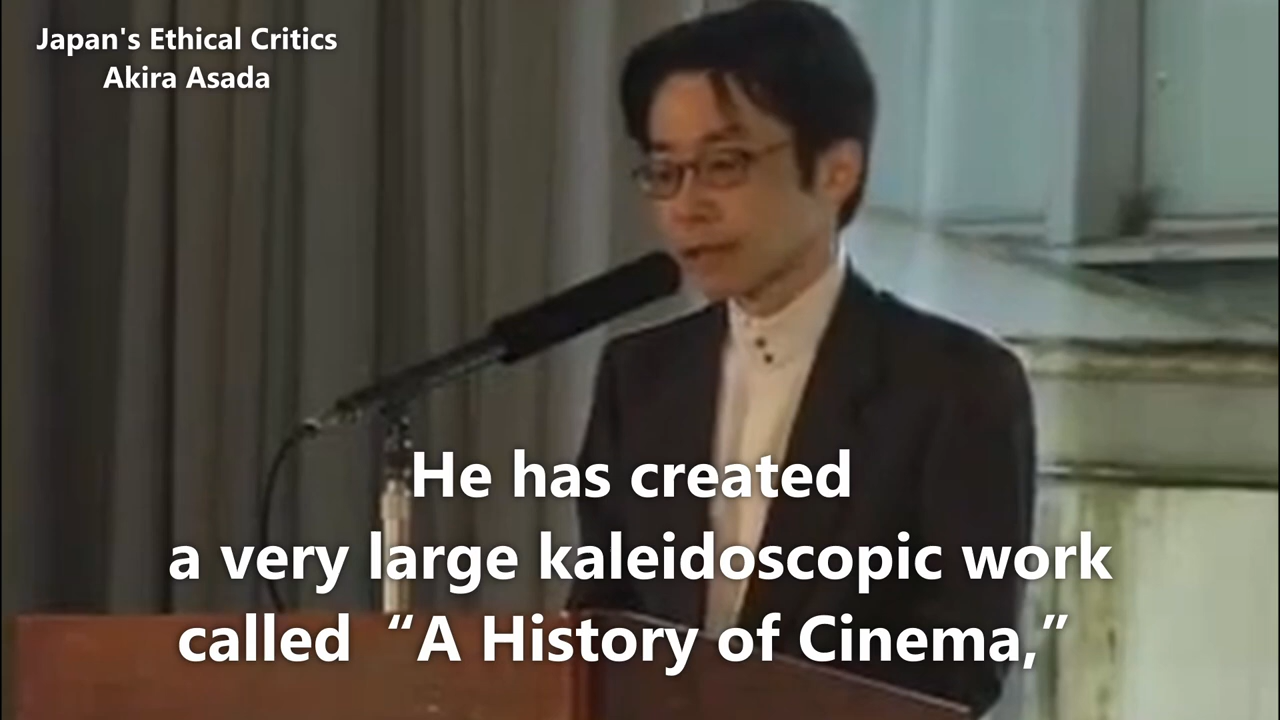 Japan's Ethical Critics
Akira Asada
He has created
a very large kaleidoscopic work
called “A History of Cinema,”